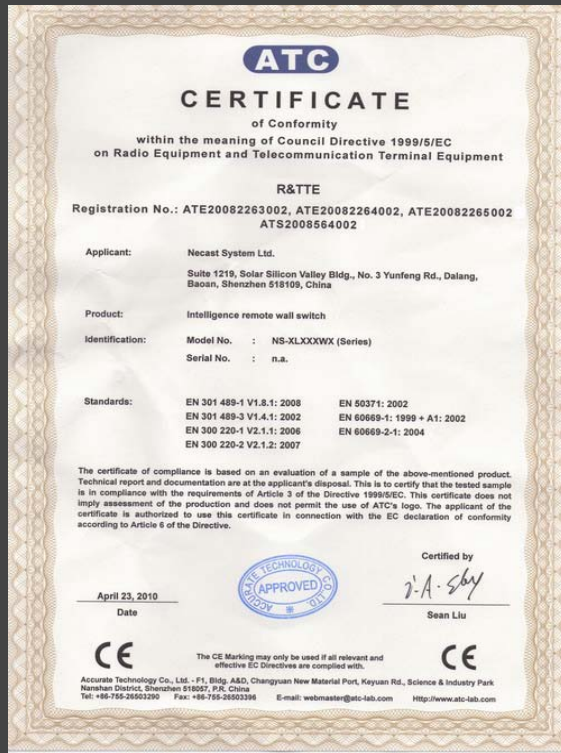 ATC
CERTIFICATE
of Conformity
within the meaning of Council Directive 1999/5/EC
on Radio Equipment and Telecommunication Terminal Equipment
R&TTE
Registration No.: ATE20082263002, ATE20082264002, ATE20082265002
ATS2008564002
Applicant: Necast System Ltd.
Suite 1219, Solar Silicon Valley Bldg., No. 3 Yunfeng Rd., Dalang,
Baoan, Shenzhen 518109, China
Product: Intelligence remote wall switch
Identification: Model No. : NS-XLXXXWX (Series)
Serial No. : n.a.
Standards: EN 301 489-1 V1.8.1: 2008 EN 50371: 2002
EN 301 489-3 V1.4.1: 2002 EN 60669-1: 1999 + A1: 2002
EN 300 220-1 V2.1.1: 2006 EN 60669-2-1: 2004
EN 300 220-2 V2.1.2: 2007
The certificate of compliance is based on an evaluation of a sample of the above-mentioned product.
Technical report and documentation are at the applicant's disposal. This is to certify that the tested sample
is in compliance with the requirements of Article 3 of the Directive 1999/5/EC. This certificate does not
imply assessment of the production and does not permit the use of ATC's logo. The applicant of the
certificate is authorized to use this certificate in connection with the EC declaration of conformity
according to Article 6 of the Directive.
Certified by
ACCURATE TECHNOLOGY CO. LTD.
APPROVED
April 23, 2010
Date
Sean Liu
CE
The CE Marking may only be used if all relevant and
effective EC Directives are complied with.
CE
Accurate Technology Co., Ltd. - F1, Bldg. A&D, Changyuan New Material Port, Keyuan Rd., Science & Industry Park
Nanshan District, Shenzhen 518057, P.R. China
Tel: +86-755-26503290 Fax: +86-755-26503396 E-mail: webmaster@atc-lab.com Http://www.atc-lab.com